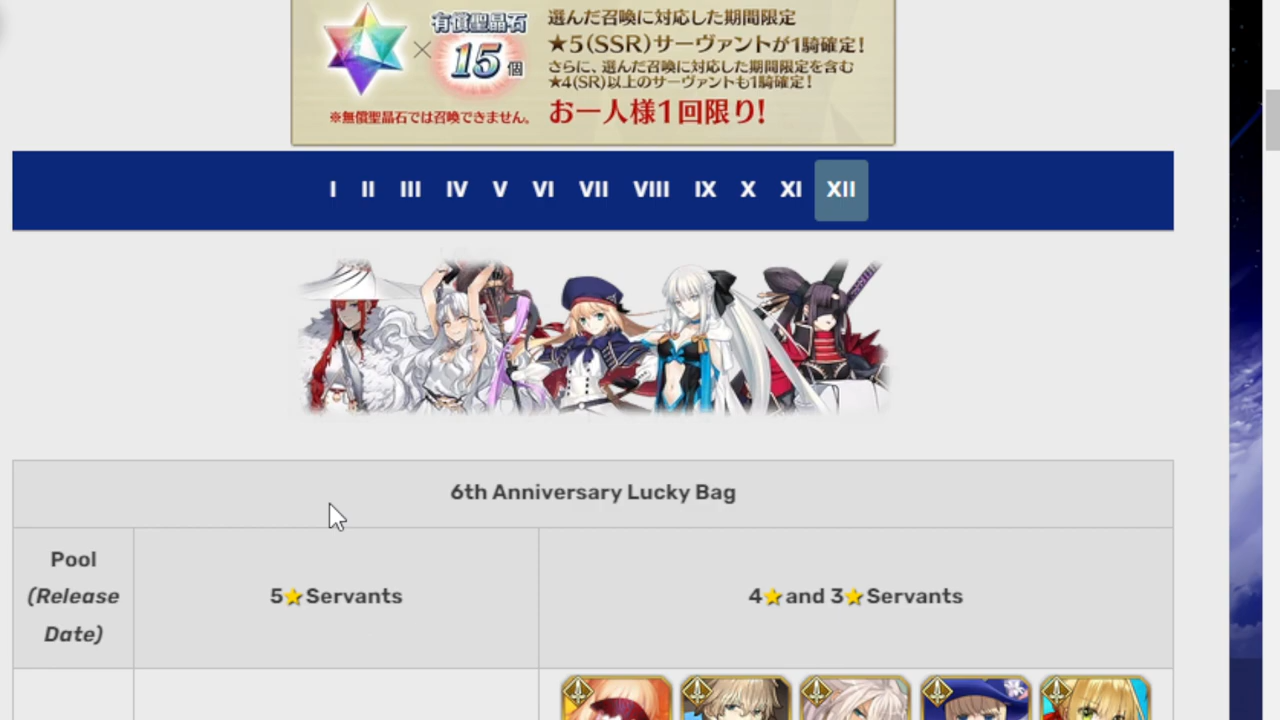 有償聖晶石
×
15個
※無償聖晶石では召喚できません。
選んだ召喚に対応した期間限定
★5(SSR)サーヴァントが1騎確定!
さらに、選んだ召喚に対応した期間限定を含む
★4(SR)以上のサーヴァントも1騎確定!
お一人様1回限り!
I II III IV V VI VII VIII IX X XI XII
6th Anniversary Lucky Bag
Pool
(Release
Date)
5⭐Servants
4⭐and 3⭐Servants